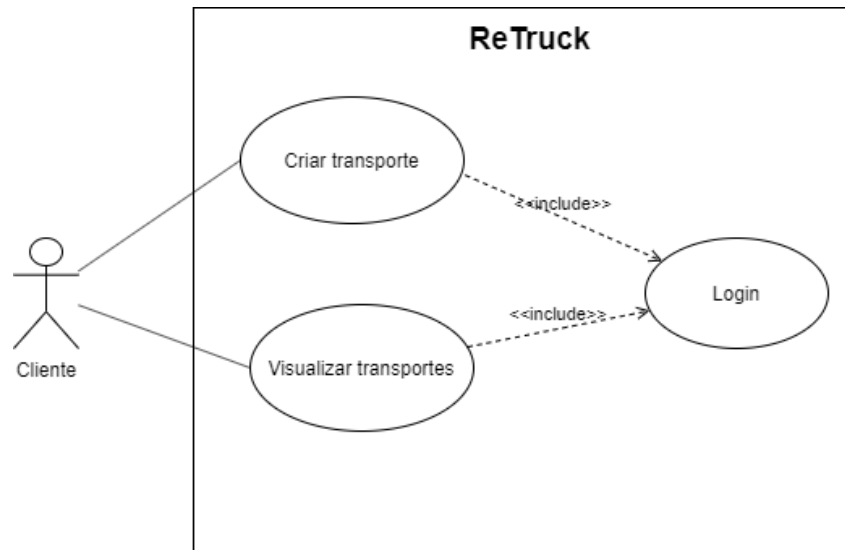 ReTruck
Criar transporte
<<include>>
Login
<<include>>
Visualizar transportes
Cliente